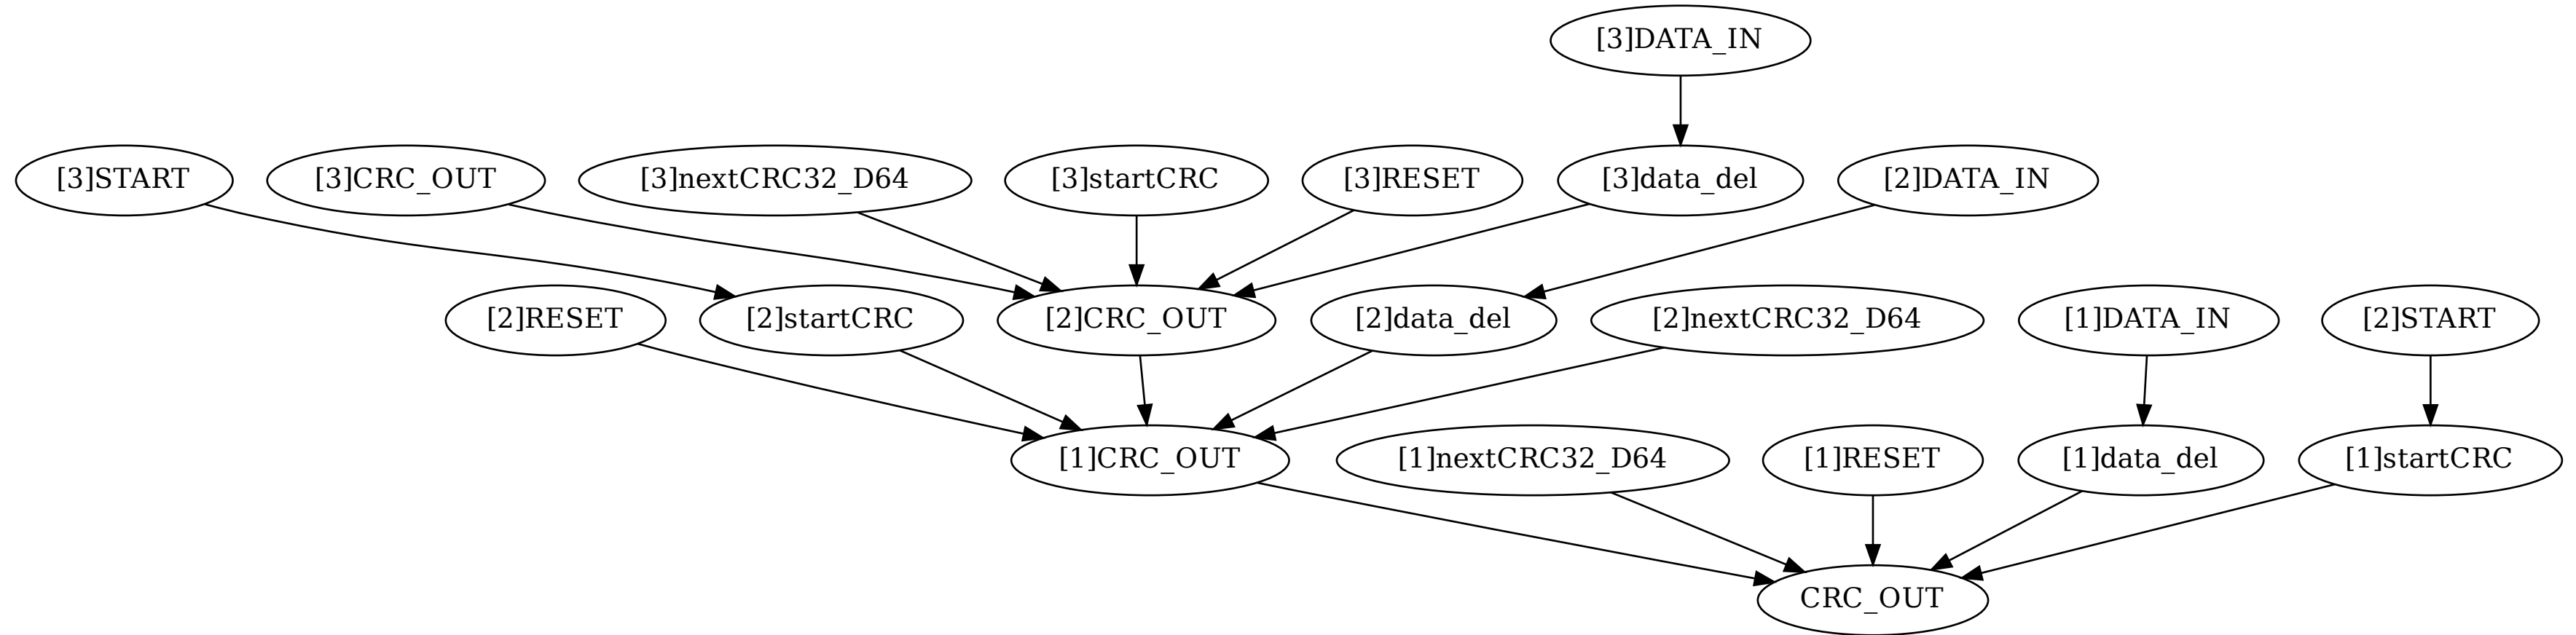 [3]DATA_IN
[3]START
[3]CRC_OUT
[3]nextCRC32_D64
[3]startCRC
[3]RESET
[3]data_del
[2]DATA_IN
[2]RESET
[2]startCRC
[2]CRC_OUT
[2]data_del
[2]nextCRC32_D64
[1]DATA_IN
[2]START
[1]CRC_OUT
[1]nextCRC32_D64
[1]RESET
[1]data_del
[1]startCRC
CRC_OUT